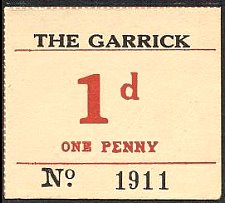 THE GARRICK
1d
ONE PENNY
No. 1911